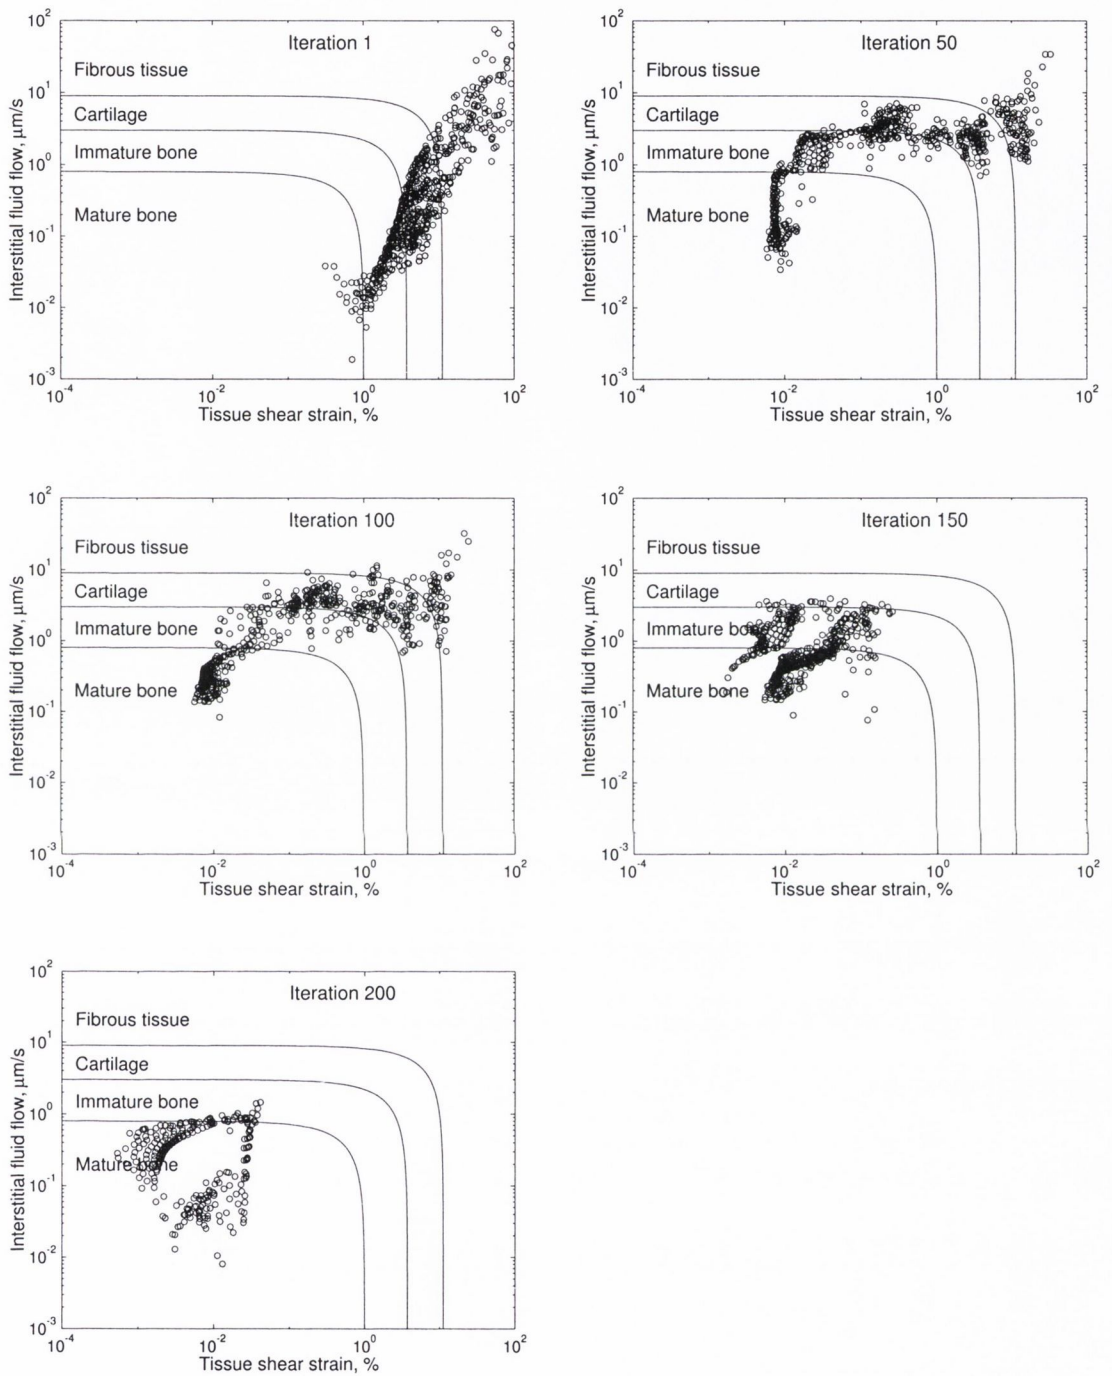 Iteration 1
Fibrous tissue
Cartilage
Immature bone
Mature bone
Interstitial fluid flow, μm/s
10^2
10^1
10^0
10^-1
10^-2
10^-3
10^-4
10^-2
10^0
10^2
Tissue shear strain, %
Iteration 50
Fibrous tissue
Cartilage
Immature bone
Mature bone
Interstitial fluid flow, μm/s
10^2
10^1
10^0
10^-1
10^-2
10^-3
10^-4
10^-2
10^0
10^2
Tissue shear strain, %
Iteration 100
Fibrous tissue
Cartilage
Immature bone
Mature bone
Interstitial fluid flow, μm/s
10^2
10^1
10^0
10^-1
10^-2
10^-3
10^-4
10^-2
10^0
10^2
Tissue shear strain, %
Iteration 150
Fibrous tissue
Cartilage
Immature bone
Mature bone
Interstitial fluid flow, μm/s
10^2
10^1
10^0
10^-1
10^-2
10^-3
10^-4
10^-2
10^0
10^2
Tissue shear strain, %
Iteration 200
Fibrous tissue
Cartilage
Immature bone
Mature bone
Interstitial fluid flow, μm/s
10^2
10^1
10^0
10^-1
10^-2
10^-3
10^-4
10^-2
10^0
10^2
Tissue shear strain, %